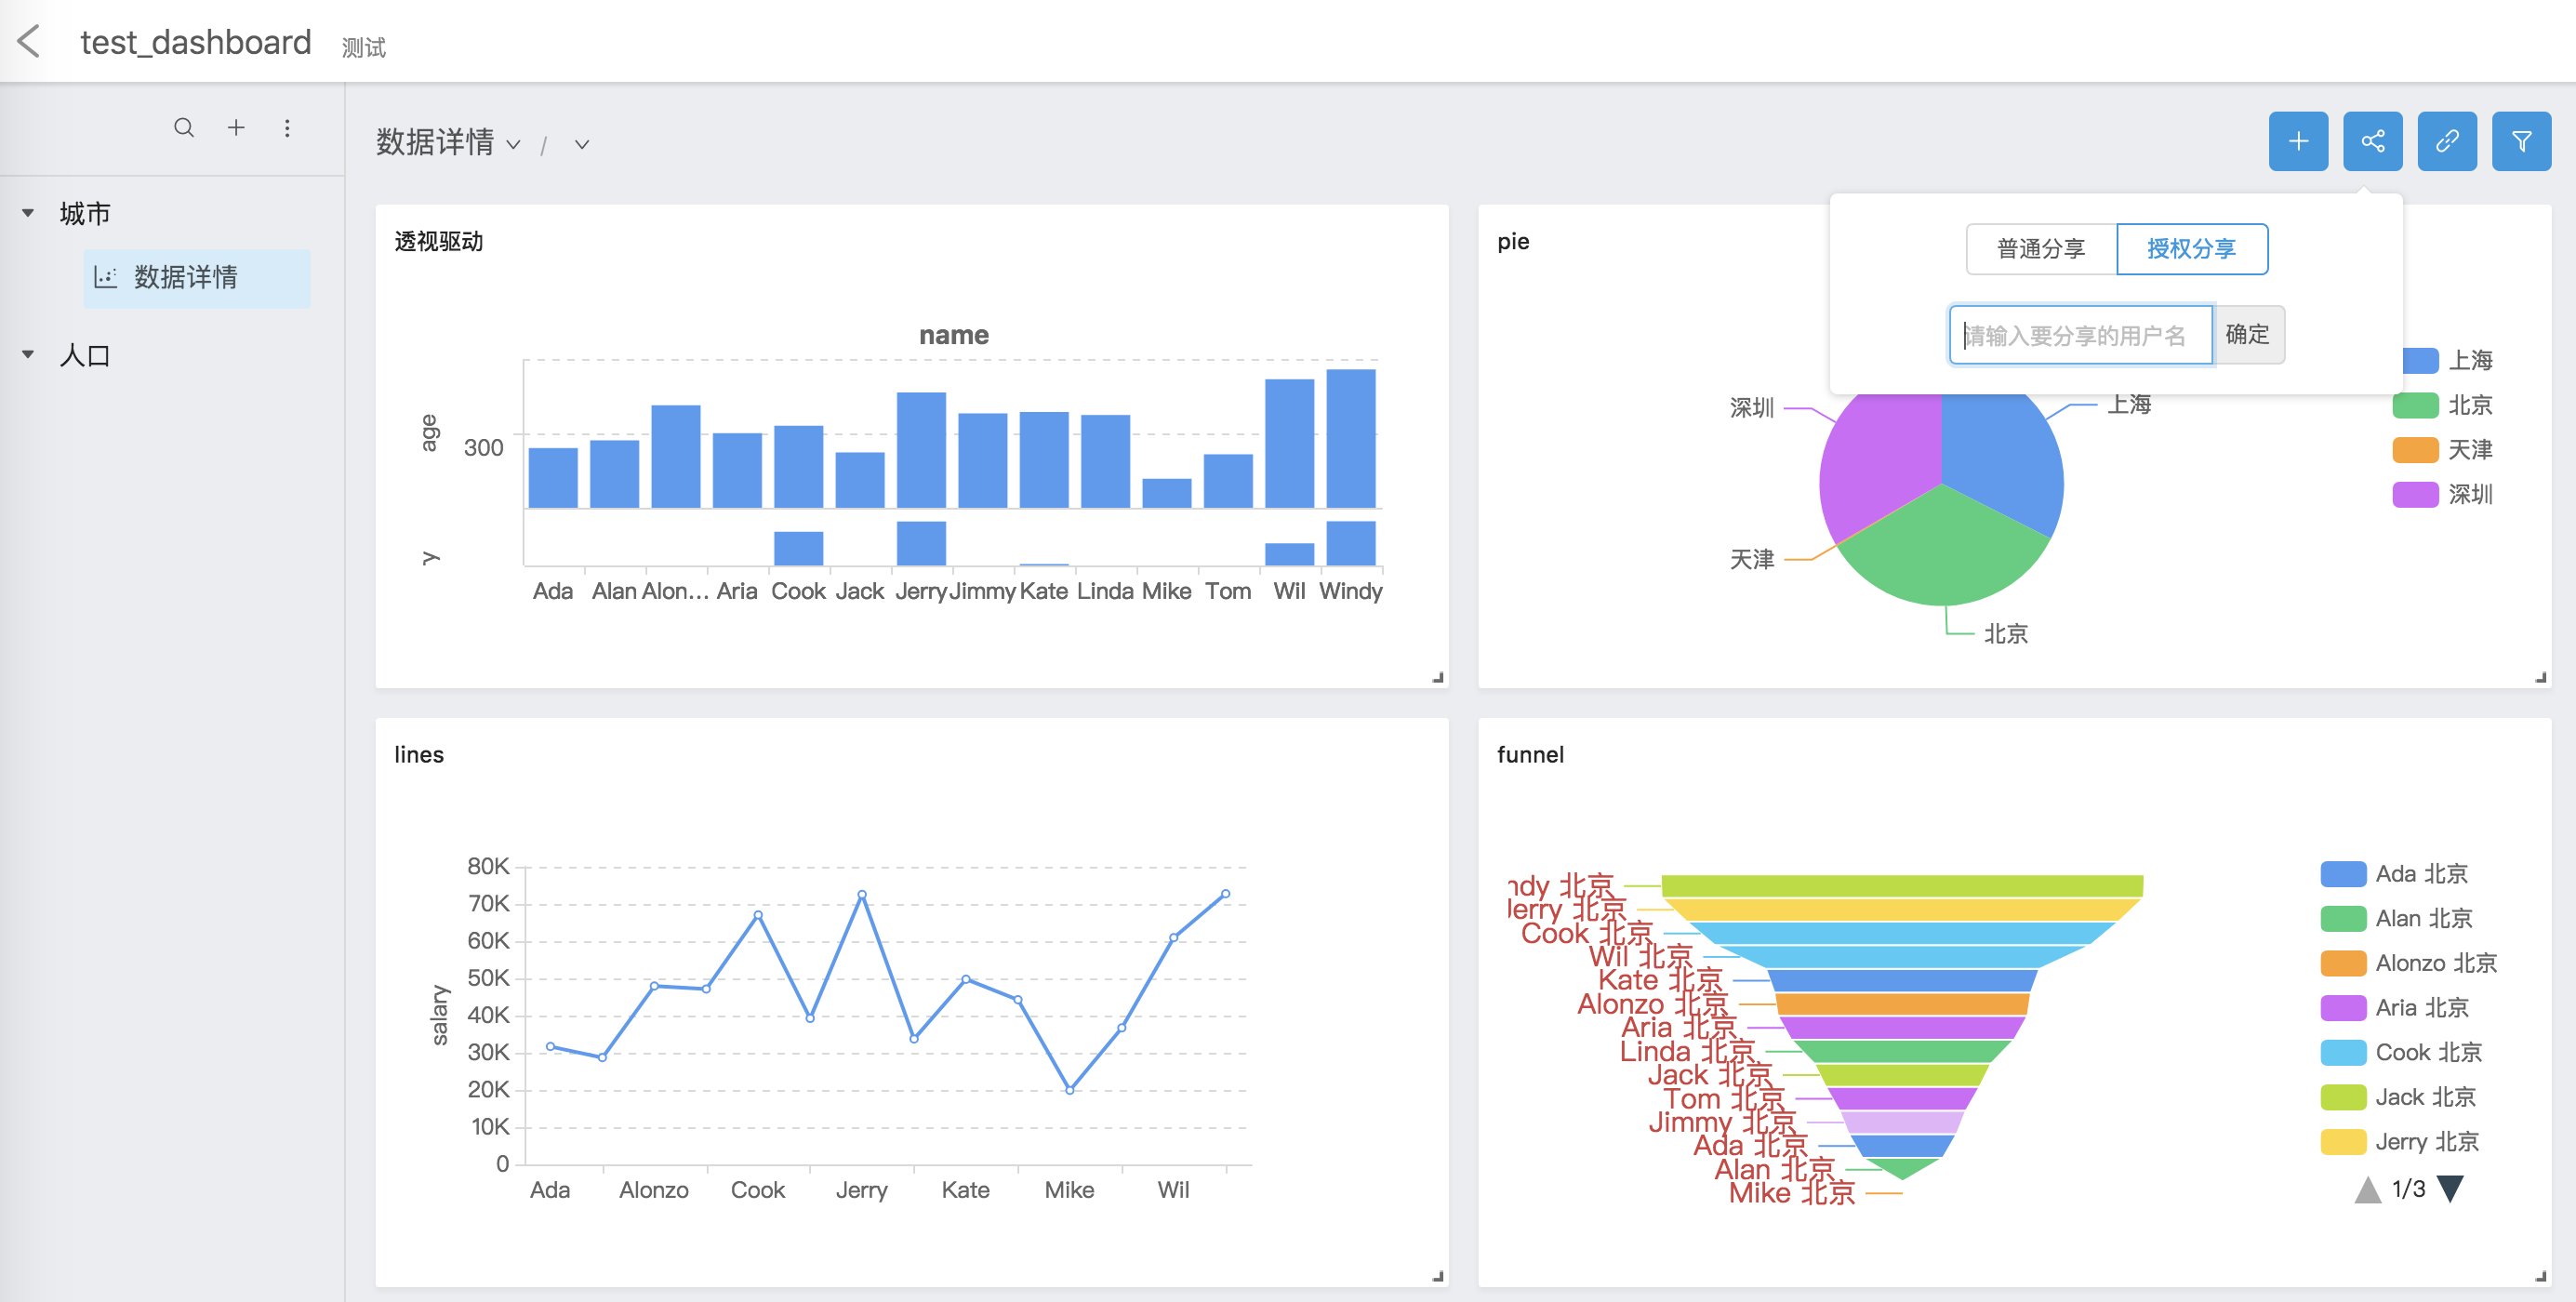 test_dashboard 测试
城市
数据详情
人口
数据详情 /
透视驱动
name
age
300
y
Ada Alan Alon... Aria Cook Jack Jerry Jimmy Kate Linda Mike Tom Wil Windy
pie
普通分享 授权分享
请输入要分享的用户名 确定
深圳
上海
天津
北京
上海
北京
天津
深圳
lines
salary
80K
70K
60K
50K
40K
30K
20K
10K
0
Ada Alonzo Cook Jerry Kate Mike Wil
funnel
ndy 北京
Jerry 北京
Cook 北京
Wil 北京
Kate 北京
Alonzo 北京
Aria 北京
Linda 北京
Jack 北京
Tom 北京
Jimmy 北京
Ada 北京
Alan 北京
Mike 北京
Ada 北京
Alan 北京
Alonzo 北京
Aria 北京
Cook 北京
Jack 北京
Jerry 北京
1/3